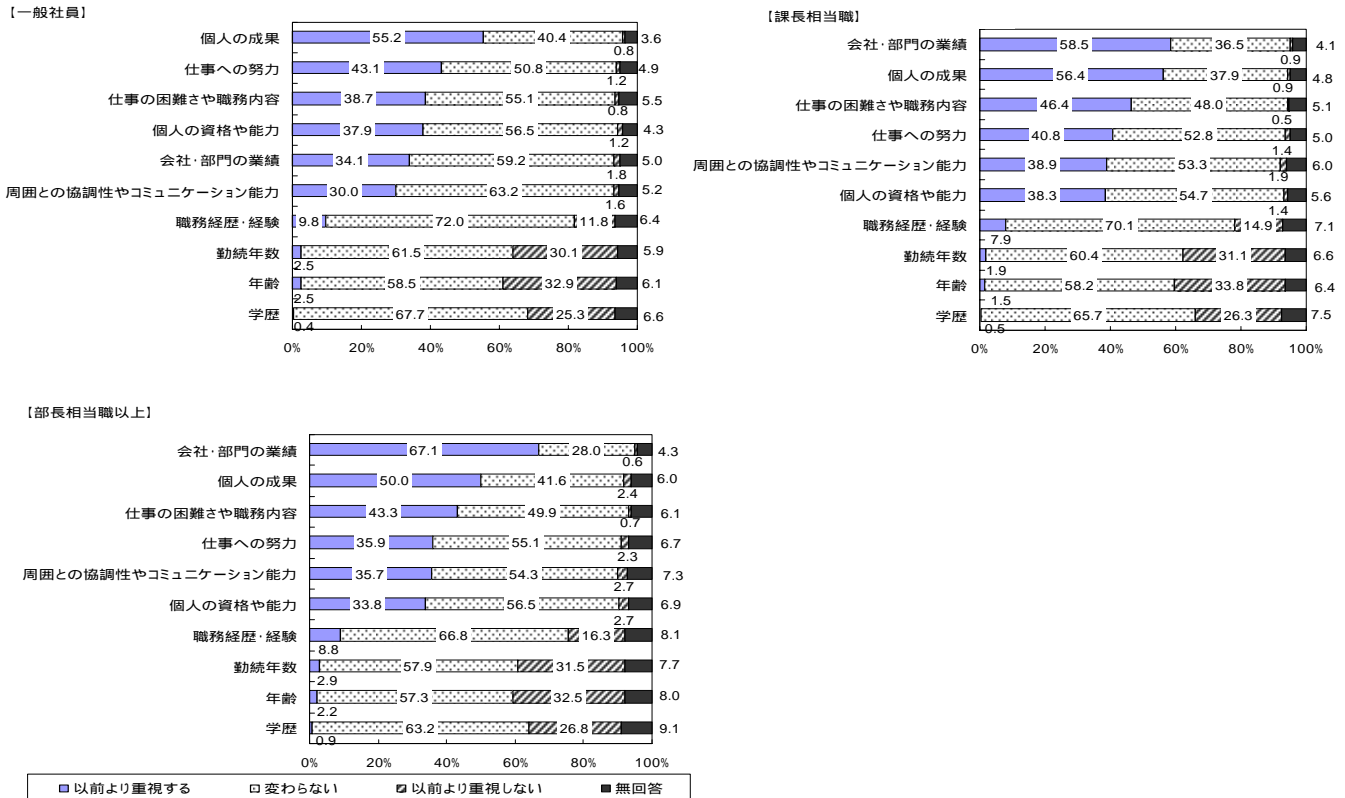 【一般社員】
個人の成果 55.2 40.4 0.8 3.6
仕事への努力 43.1 50.8 1.2 4.9
仕事の困難さや職務内容 38.7 55.1 0.8 5.5
個人の資格や能力 37.9 56.5 1.2 4.3
会社・部門の業績 34.1 59.2 1.8 5.0
周囲との協調性やコミュニケーション能力 30.0 63.2 1.6 5.2
職務経歴・経験 9.8 72.0 11.8 6.4
勤続年数 2.5 61.5 30.1 5.9
年齢 2.5 58.5 32.9 6.1
学歴 0.4 67.7 25.3 6.6
0% 20% 40% 60% 80% 100%
【課長相当職】
会社・部門の業績 58.5 36.5 0.9 4.1
個人の成果 56.4 37.9 0.9 4.8
仕事の困難さや職務内容 46.4 48.0 0.5 5.1
仕事への努力 40.8 52.8 1.4 5.0
周囲との協調性やコミュニケーション能力 38.9 53.3 1.9 6.0
個人の資格や能力 38.3 54.7 1.4 5.6
職務経歴・経験 7.9 70.1 14.9 7.1
勤続年数 1.9 60.4 31.1 6.6
年齢 1.5 58.2 33.8 6.4
学歴 0.5 65.7 26.3 7.5
0% 20% 40% 60% 80% 100%
【部長相当職以上】
会社・部門の業績 67.1 28.0 0.6 4.3
個人の成果 50.0 41.6 2.4 6.0
仕事の困難さや職務内容 43.3 49.9 0.7 6.1
仕事への努力 35.9 55.1 2.3 6.7
周囲との協調性やコミュニケーション能力 35.7 54.3 2.7 7.3
個人の資格や能力 33.8 56.5 2.7 6.9
職務経歴・経験 8.8 66.8 16.3 8.1
勤続年数 2.9 57.9 31.5 7.7
年齢 2.2 57.3 32.5 8.0
学歴 0.9 63.2 26.8 9.1
0% 20% 40% 60% 80% 100%
以前より重視する 変わらない 以前より重視しない 無回答